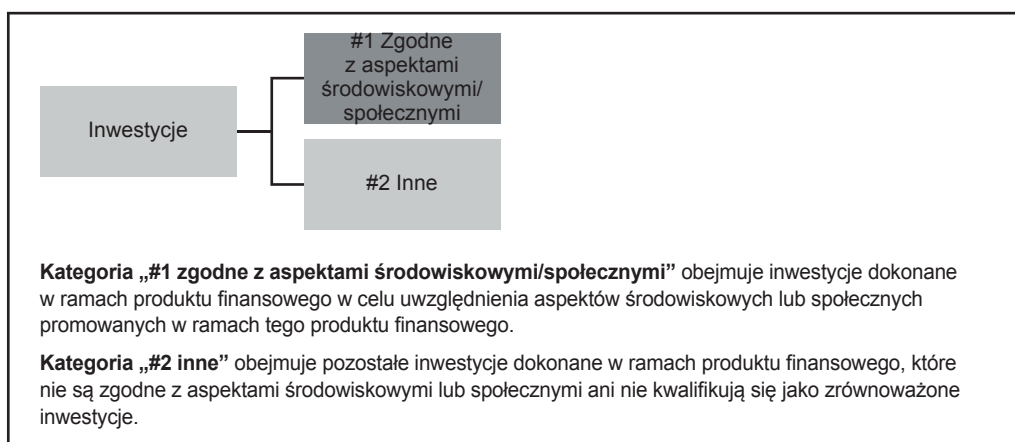 #1 Zgodne
z aspektami
środowiskowymi/
społecznymi
Inwestycje
#2 Inne
Kategoria „#1 zgodne z aspektami środowiskowymi/społecznymi” obejmuje inwestycje dokonane
w ramach produktu finansowego w celu uwzględnienia aspektów środowiskowych lub społecznych
promowanych w ramach tego produktu finansowego.
Kategoria „#2 inne” obejmuje pozostałe inwestycje dokonane w ramach produktu finansowego, które
nie są zgodne z aspektami środowiskowymi lub społecznymi ani nie kwalifikują się jako zrównoważone
inwestycje.